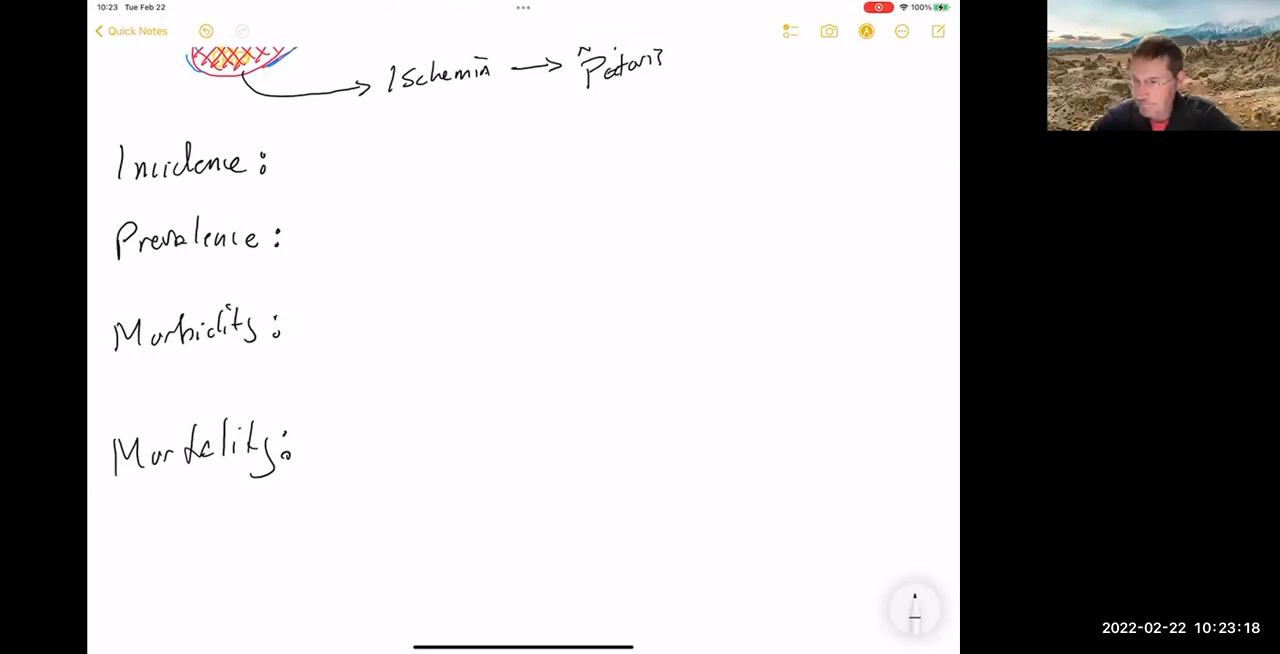 10:23 Tue Feb 22
100%
Quick Notes
Ischemia
Incidence:
Prevalence:
Morbidity:
Mortality:
2022-02-22 10:23:18